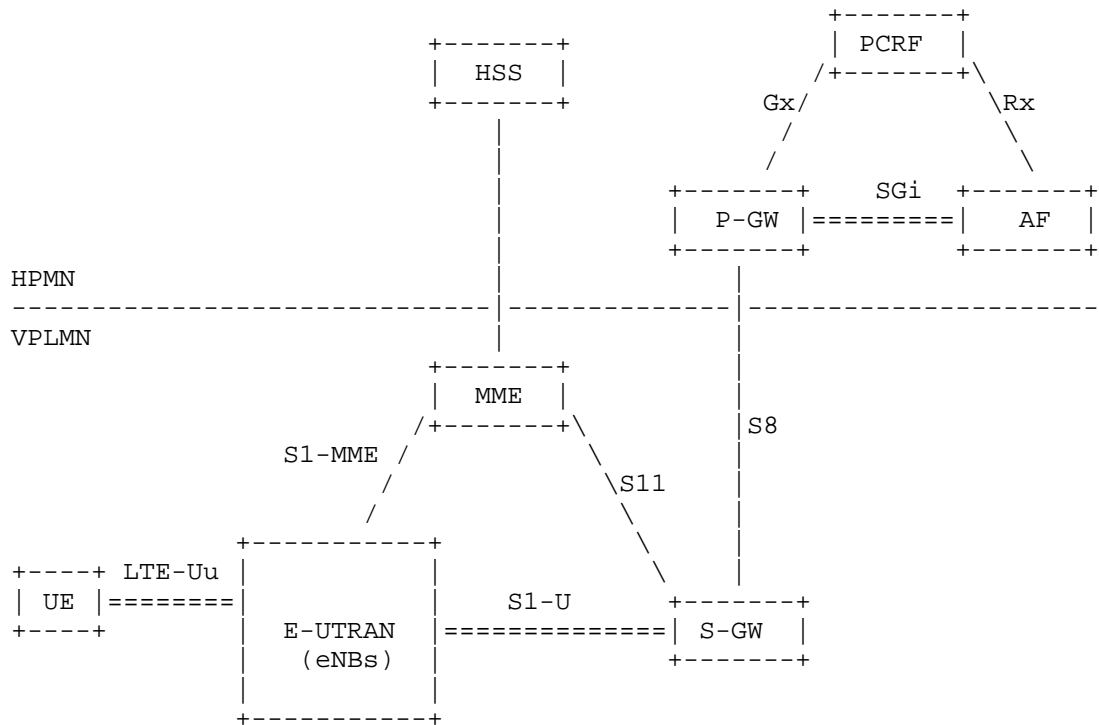 PCRF
HSS
Gx
Rx
SGi
P-GW
AF
HPMN
VPLMN
MME
S8
S1-MME
S11
LTE-Uu
UE
S1-U
E-UTRAN
S-GW
(eNBs)